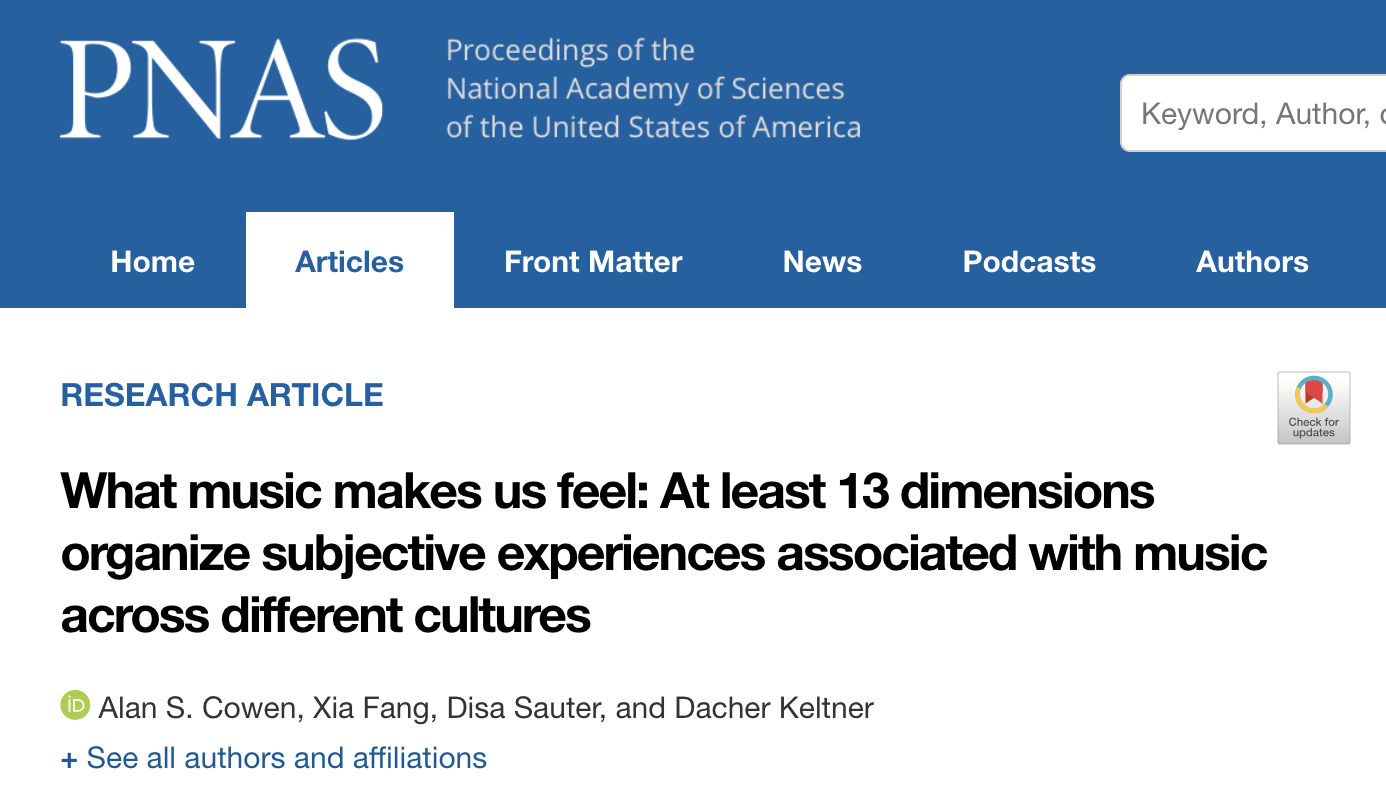 PNAS
Proceedings of the
National Academy of Sciences
of the United States of America
Keyword, Author, 
Home
Articles
Front Matter
News
Podcasts
Authors
RESEARCH ARTICLE
Check for
updates
What music makes us feel: At least 13 dimensions
organize subjective experiences associated with music
across different cultures
iD Alan S. Cowen, Xia Fang, Disa Sauter, and Dacher Keltner
+ See all authors and affiliations